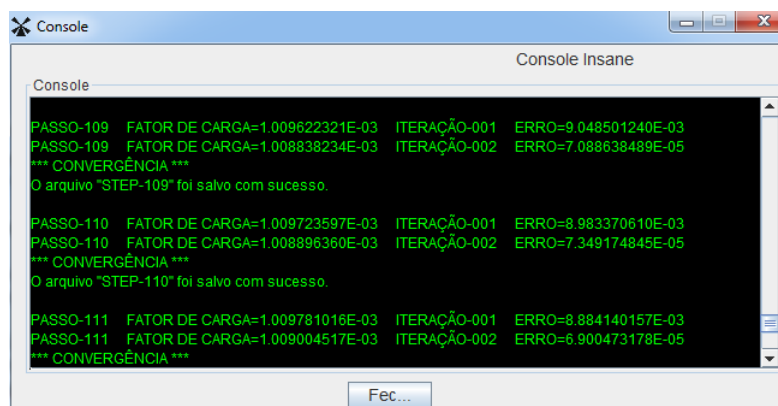 Console
Console Insane
Console
PASSO-109 FATOR DE CARGA=1.009622321E-03 ITERAÇÃO-001 ERRO=9.048501240E-03
PASSO-109 FATOR DE CARGA=1.008838234E-03 ITERAÇÃO-002 ERRO=7.088638489E-05
*** CONVERGÊNCIA ***
O arquivo "STEP-109" foi salvo com sucesso.
PASSO-110 FATOR DE CARGA=1.009723597E-03 ITERAÇÃO-001 ERRO=8.983370610E-03
PASSO-110 FATOR DE CARGA=1.008896360E-03 ITERAÇÃO-002 ERRO=7.349174845E-05
*** CONVERGÊNCIA ***
O arquivo "STEP-110" foi salvo com sucesso.
PASSO-111 FATOR DE CARGA=1.009781016E-03 ITERAÇÃO-001 ERRO=8.884140157E-03
PASSO-111 FATOR DE CARGA=1.009004517E-03 ITERAÇÃO-002 ERRO=6.900473178E-05
*** CONVERGÊNCIA ***
Fec...